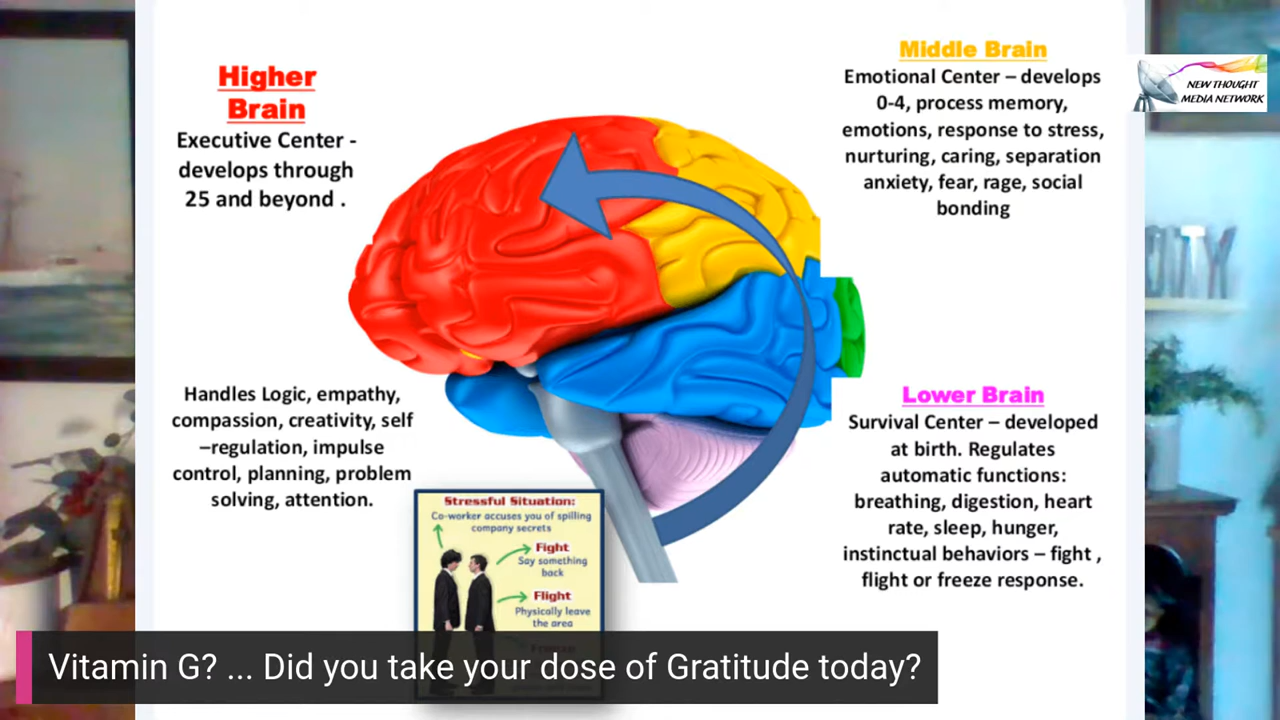 Higher
Brain
Executive Center -
develops through
25 and beyond .
Handles Logic, empathy,
compassion, creativity, self
–regulation, impulse
control, planning, problem
solving, attention.
Middle Brain
Emotional Center – develops
0-4, process memory,
emotions, response to stress,
nurturing, caring, separation
anxiety, fear, rage, social
bonding
NEW THOUGHT
MEDIA NETWORK
Lower Brain
Survival Center – developed
at birth. Regulates
automatic functions:
breathing, digestion, heart
rate, sleep, hunger,
instinctual behaviors – fight ,
flight or freeze response.
Stressful Situation:
Co-worker accuses you of spilling
company secrets
Fight
Say something
back
Flight
Physically leave
the area
Vitamin G? ... Did you take your dose of Gratitude today?